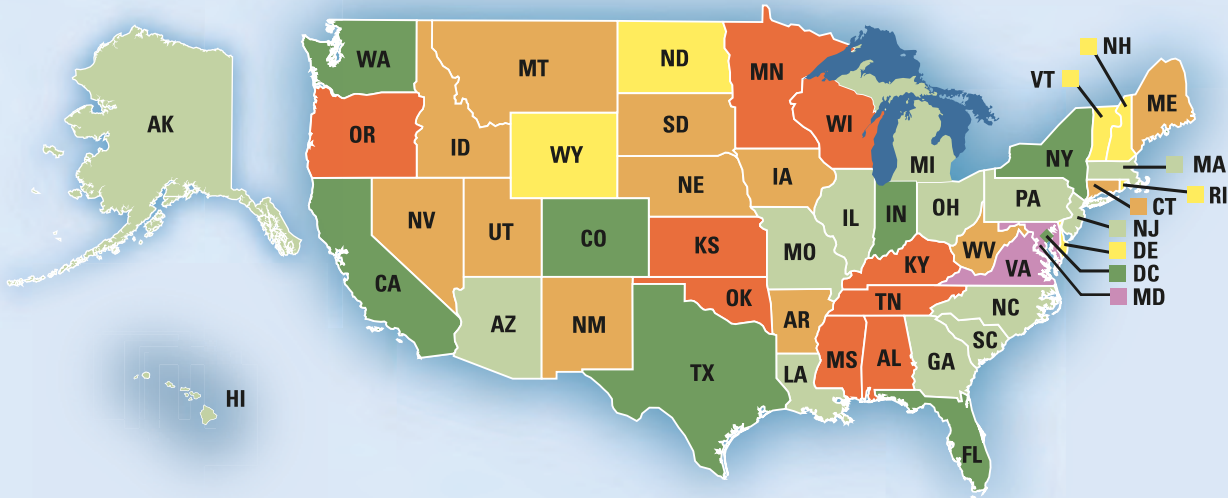 NH
VT
WA
MT
ND
MN
ME
AK
OR
ID
SD
WI
NY
MA
WY
MI
RI
NE
IA
PA
CT
NV
UT
CO
KS
MO
IL
IN
OH
NJ
WV
VA
DE
KY
DC
CA
MD
OK
TN
AZ
NM
AR
NC
SC
TX
LA
MS
AL
GA
HI
FL